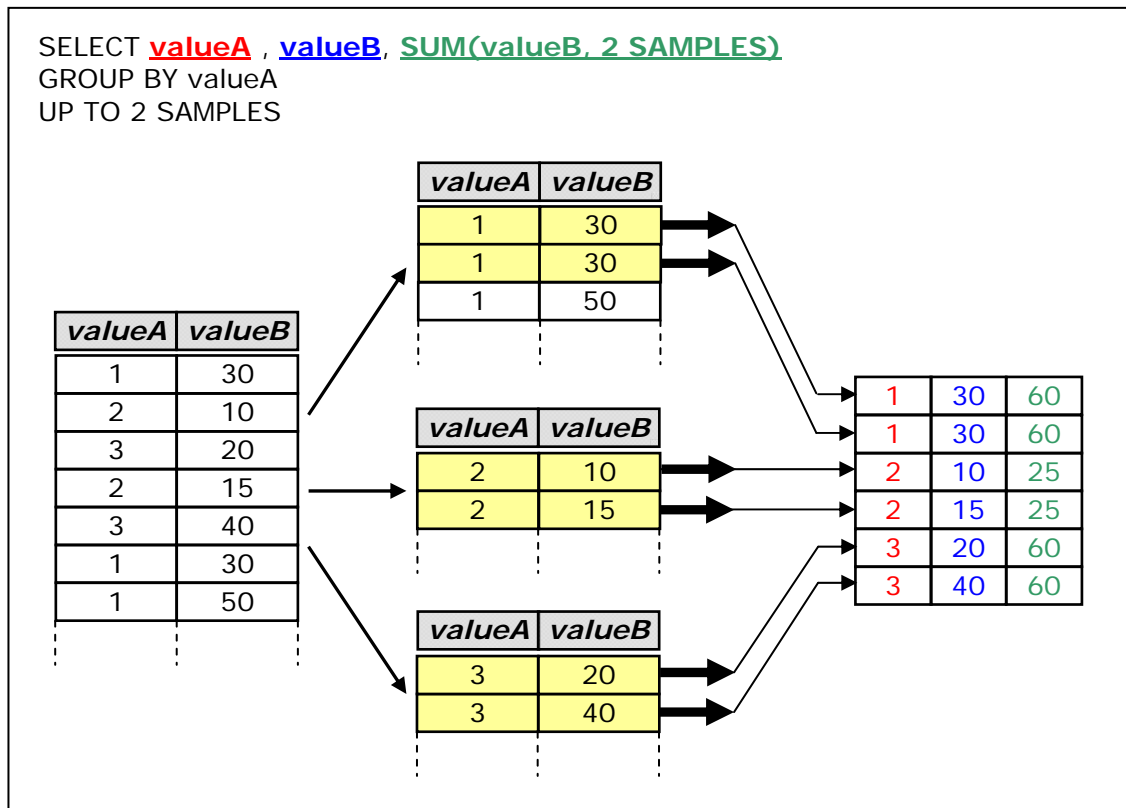 SELECT valueA , valueB, SUM(valueB, 2 SAMPLES)
GROUP BY valueA
UP TO 2 SAMPLES
valueA valueB
1 30
1 30
1 50
valueA valueB
1 30
2 10
3 20
2 15
3 40
1 30
1 50
valueA valueB
2 10
2 15
valueA valueB
3 20
3 40
1 30 60
1 30 60
2 10 25
2 15 25
3 20 60
3 40 60